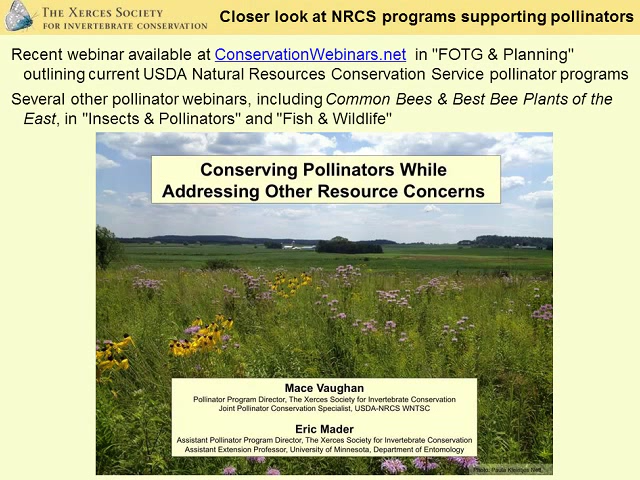 THE XERCES SOCIETY
FOR INVERTEBRATE CONSERVATION
Closer look at NRCS programs supporting pollinators
Recent webinar available at ConservationWebinars.net in "FOTG & Planning"
outlining current USDA Natural Resources Conservation Service pollinator programs
Several other pollinator webinars, including Common Bees & Best Bee Plants of the
East, in "Insects & Pollinators" and "Fish & Wildlife"
Conserving Pollinators While
Addressing Other Resource Concerns
Mace Vaughan
Pollinator Program Director, The Xerces Society for Invertebrate Conservation
Joint Pollinator Conservation Specialist, USDA-NRCS WNTSC
Eric Mader
Assistant Pollinator Program Director, The Xerces Society for Invertebrate Conservation
Assistant Extension Professor, University of Minnesota, Department of Entomology
Photo: Paula Kleintjes Neff